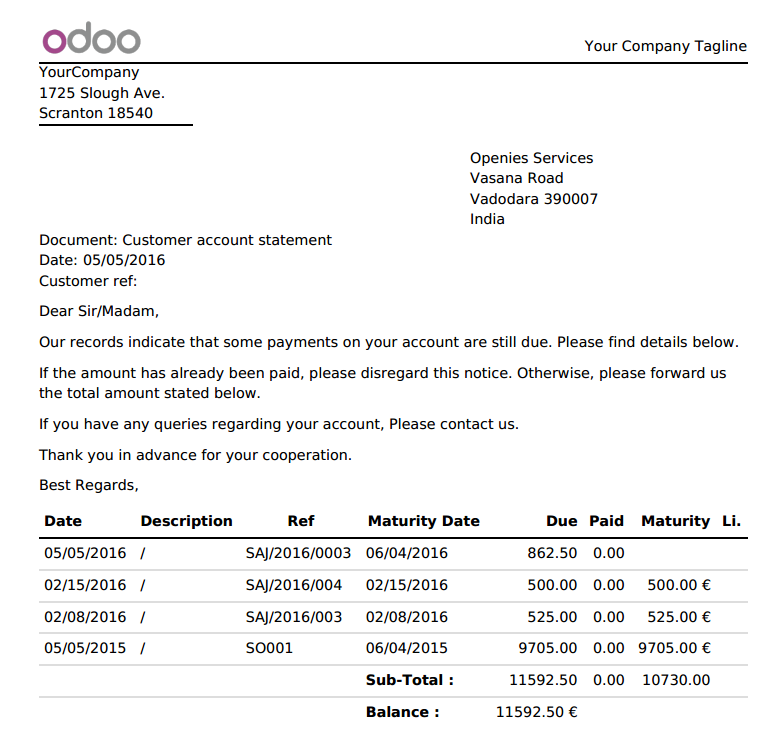 odoo
Your Company Tagline
YourCompany
1725 Slough Ave.
Scranton 18540
Openies Services
Vasana Road
Vadodara 390007
India
Document: Customer account statement
Date: 05/05/2016
Customer ref:
Dear Sir/Madam,
Our records indicate that some payments on your account are still due. Please find details below.
If the amount has already been paid, please disregard this notice. Otherwise, please forward us
the total amount stated below.
If you have any queries regarding your account, Please contact us.
Thank you in advance for your cooperation.
Best Regards,
Date Description Ref Maturity Date Due Paid Maturity Li.
05/05/2016 / SAJ/2016/0003 06/04/2016 862.50 0.00
02/15/2016 / SAJ/2016/004 02/15/2016 500.00 0.00 500.00 €
02/08/2016 / SAJ/2016/003 02/08/2016 525.00 0.00 525.00 €
05/05/2015 / SO001 06/04/2015 9705.00 0.00 9705.00 €
Sub-Total : 11592.50 0.00 10730.00
Balance : 11592.50 €